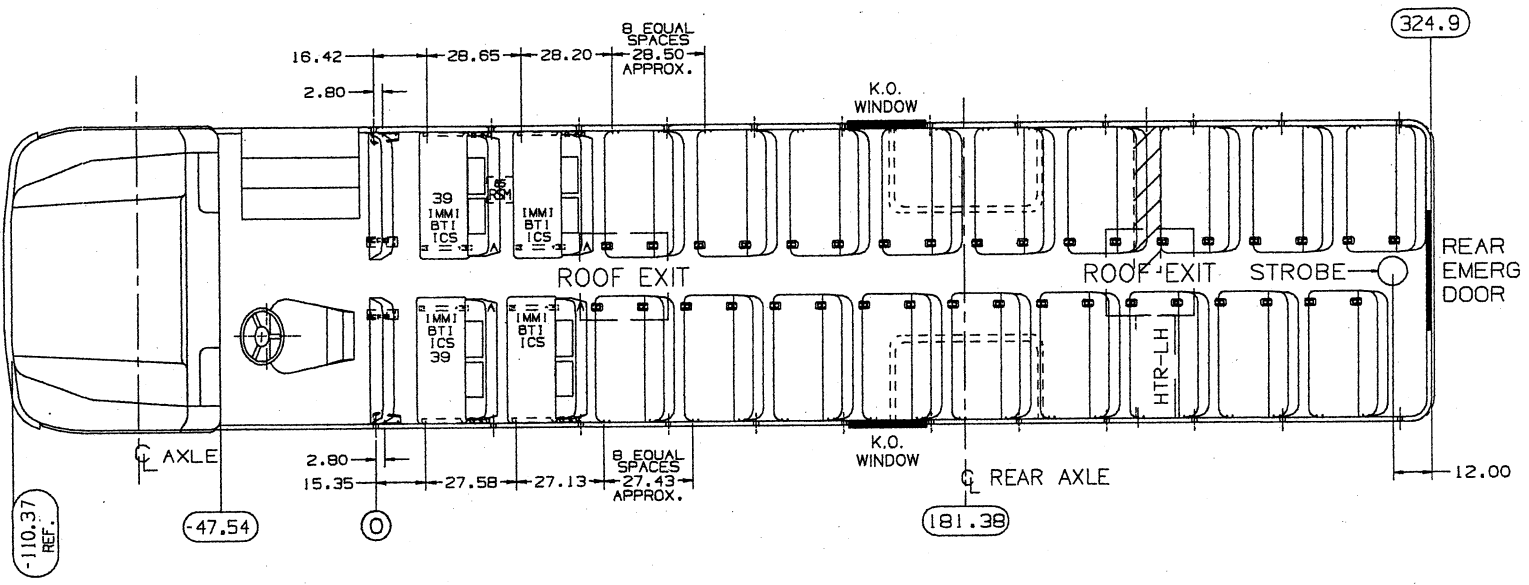 324.9
8 EQUAL
SPACES
16.42
28.65
28.20
28.50
APPROX.
2.80
K.O.
WINDOW
39
IMMI
BTI
ICS
RSM
IMMI
BTI
ICS
ROOF EXIT
ROOF EXIT
STROBE
REAR
EMERG
DOOR
IMMI
BTI
ICS
39
IMMI
BTI
ICS
HTR-LH
K.O.
WINDOW
℄ AXLE
2.80
8 EQUAL
SPACES
15.35
27.58
27.13
27.43
APPROX.
℄ REAR AXLE
12.00
-110.37
REF.
-47.54
0
181.38